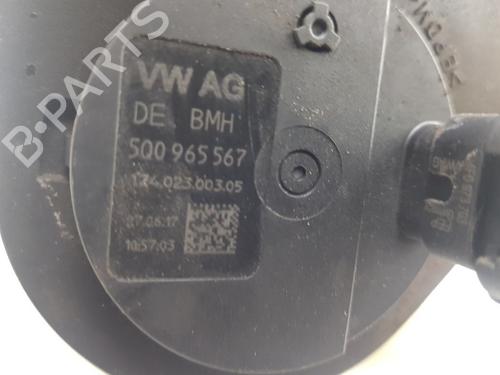 VW AG
DE BMH
5Q0 965 567
174.023.003.05
27.06.17
10:57:03
B-PARTS